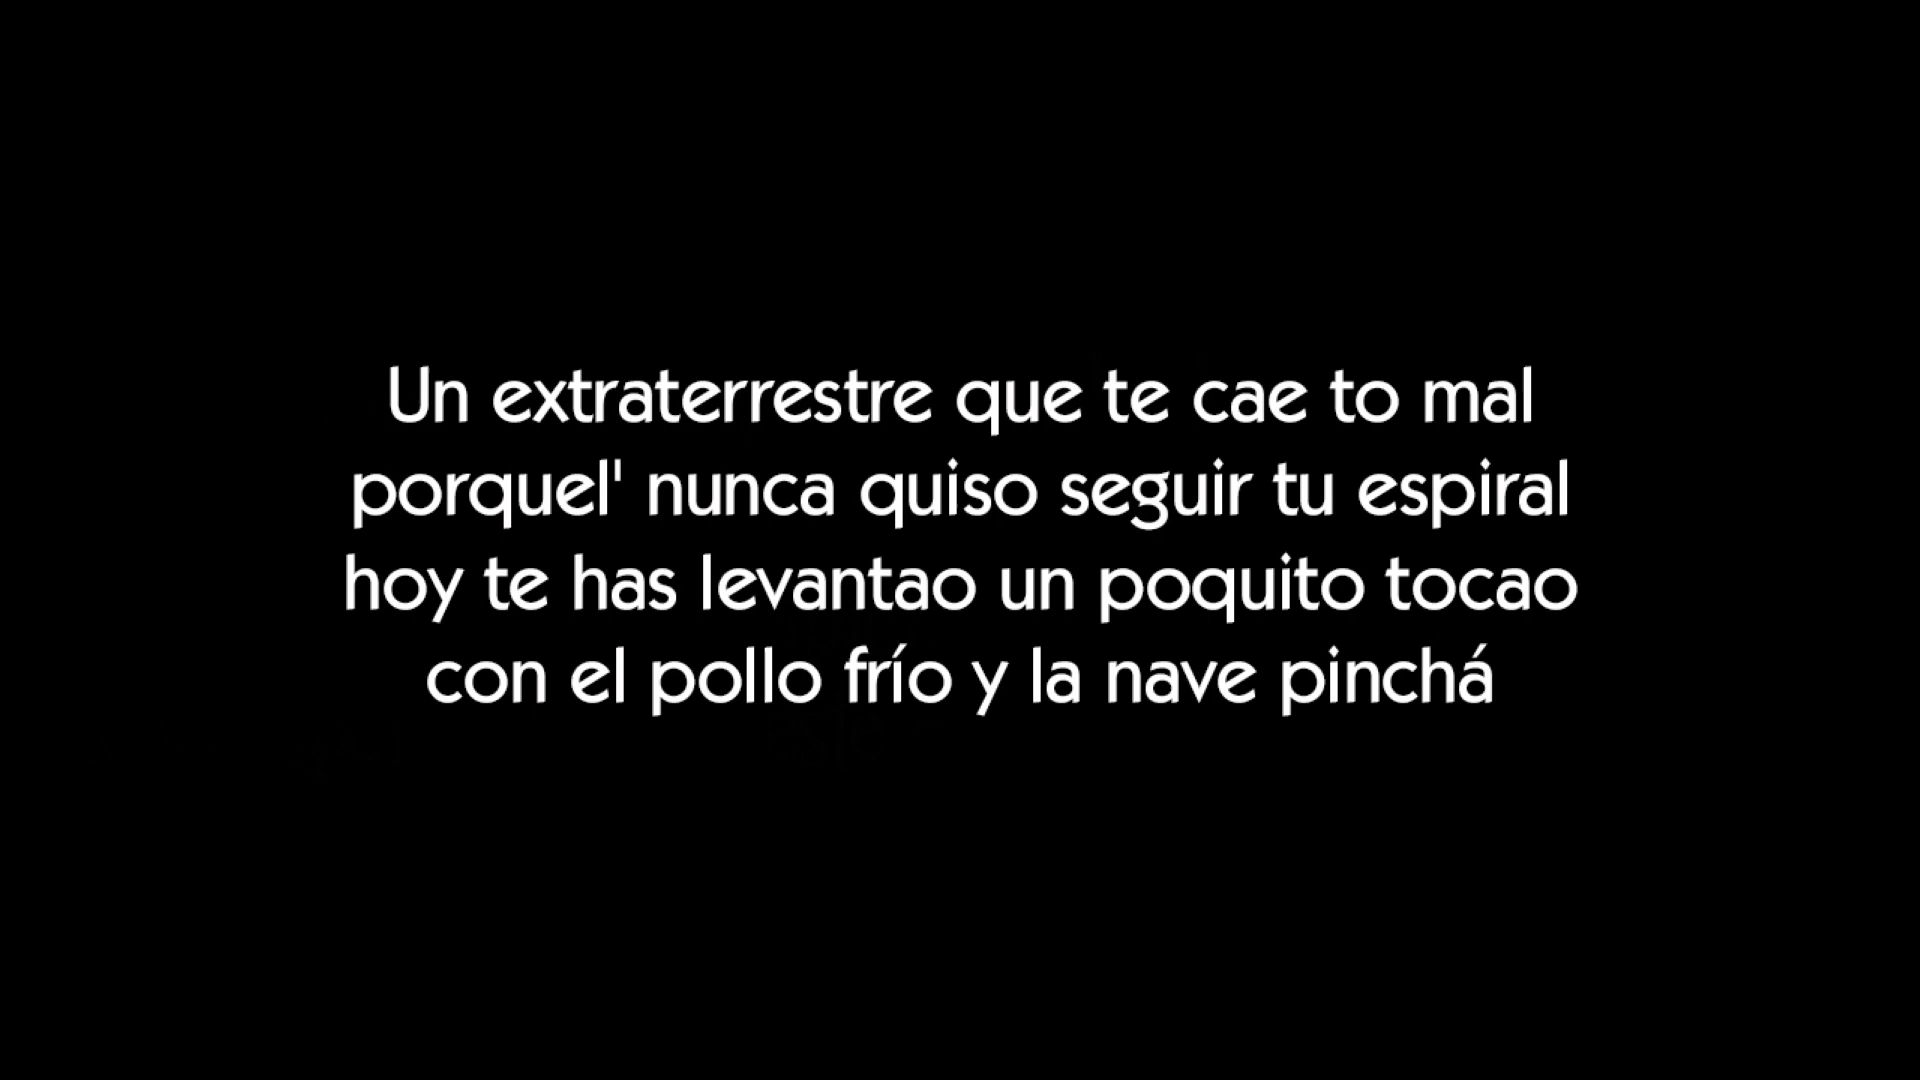 Un extraterrestre que te cae to mal
porquel' nunca quiso seguir tu espiral
hoy te has levantao un poquito tocao
con el pollo frío y la nave pinchá